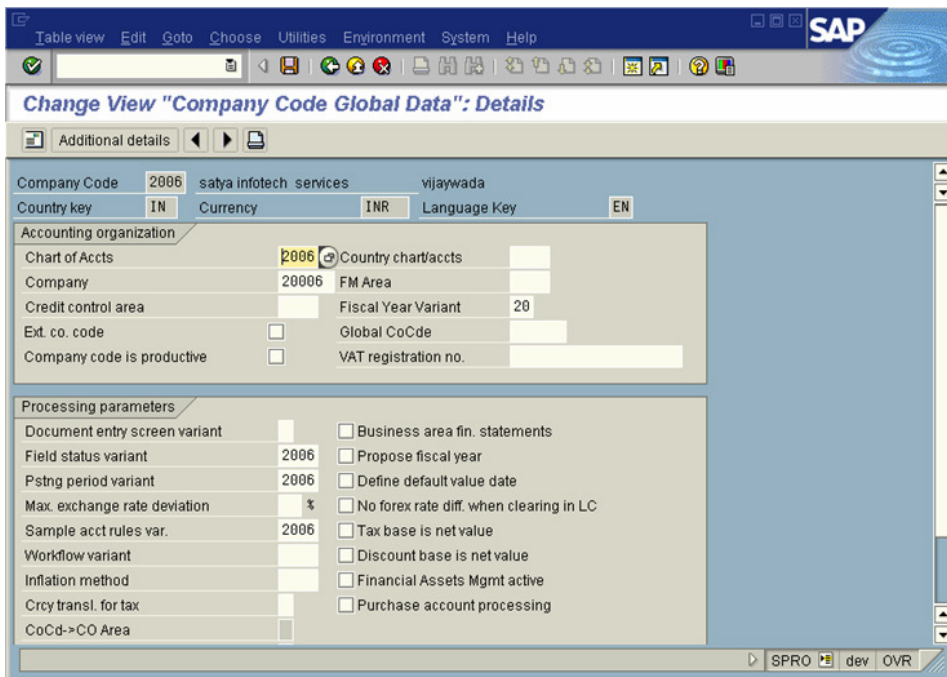 Table view Edit Goto Choose Utilities Environment System Help
SAP
Change View "Company Code Global Data": Details
Additional details
Company Code 2006 satya infotech services vijaywada
Country key IN Currency INR Language Key EN
Accounting organization
Chart of Accts 2006 Country chart/accts
Company 20006 FM Area
Credit control area Fiscal Year Variant 20
Ext. co. code Global CoCde
Company code is productive VAT registration no.
Processing parameters
Document entry screen variant Business area fin. statements
Field status variant 2006 Propose fiscal year
Pstng period variant 2006 Define default value date
Max. exchange rate deviation % No forex rate diff. when clearing in LC
Sample acct rules var. 2006 Tax base is net value
Workflow variant Discount base is net value
Inflation method Financial Assets Mgmt active
Crcy transl. for tax Purchase account processing
CoCd->CO Area
SPRO dev OVR